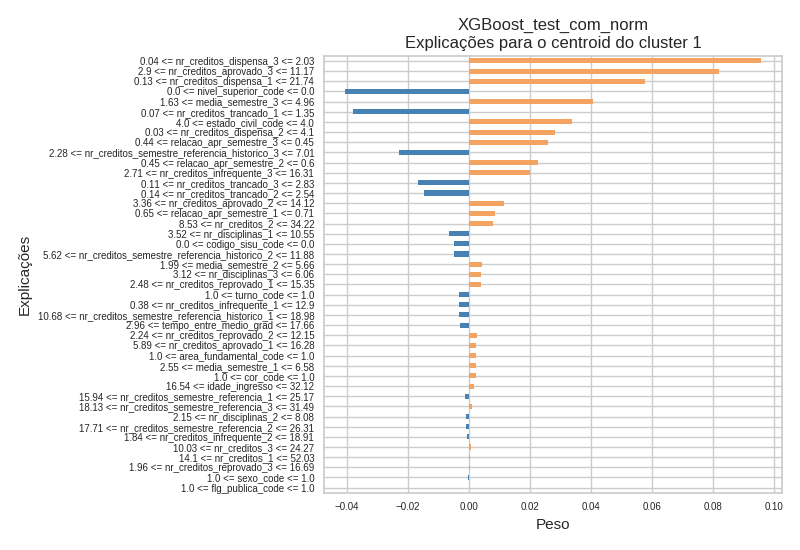 XGBoost_test_com_norm
Explicações para o centroid do cluster 1
0.04 <= nr_creditos_dispensa_3 <= 2.03
2.9 <= nr_creditos_aprovado_3 <= 11.17
0.13 <= nr_creditos_dispensa_1 <= 21.74
0.0 <= nivel_superior_code <= 0.0
1.63 <= media_semestre_3 <= 4.96
0.07 <= nr_creditos_trancado_1 <= 1.35
4.0 <= estado_civil_code <= 4.0
0.03 <= nr_creditos_dispensa_2 <= 4.1
0.44 <= relacao_apr_semestre_3 <= 0.45
2.28 <= nr_creditos_semestre_referencia_historico_3 <= 7.01
0.45 <= relacao_apr_semestre_2 <= 0.6
2.71 <= nr_creditos_infrequente_3 <= 16.31
0.11 <= nr_creditos_trancado_3 <= 2.83
0.14 <= nr_creditos_trancado_2 <= 2.54
3.36 <= nr_creditos_aprovado_2 <= 14.12
0.65 <= relacao_apr_semestre_1 <= 0.71
8.53 <= nr_creditos_2 <= 34.22
3.52 <= nr_disciplinas_1 <= 10.55
0.0 <= codigo_sisu_code <= 0.0
5.62 <= nr_creditos_semestre_referencia_historico_2 <= 11.88
1.99 <= media_semestre_2 <= 5.66
3.12 <= nr_disciplinas_3 <= 6.06
2.48 <= nr_creditos_reprovado_1 <= 15.35
1.0 <= turno_code <= 1.0
0.38 <= nr_creditos_infrequente_1 <= 12.9
10.68 <= nr_creditos_semestre_referencia_historico_1 <= 18.98
2.96 <= tempo_entre_medio_grad <= 17.66
2.24 <= nr_creditos_reprovado_2 <= 12.15
5.89 <= nr_creditos_aprovado_1 <= 16.28
1.0 <= area_fundamental_code <= 1.0
2.55 <= media_semestre_1 <= 6.58
1.0 <= cor_code <= 1.0
16.54 <= idade_ingresso <= 32.12
15.94 <= nr_creditos_semestre_referencia_1 <= 25.17
18.13 <= nr_creditos_semestre_referencia_3 <= 31.49
2.15 <= nr_disciplinas_2 <= 8.08
17.71 <= nr_creditos_semestre_referencia_2 <= 26.31
1.84 <= nr_creditos_infrequente_2 <= 18.91
10.03 <= nr_creditos_3 <= 24.27
14.1 <= nr_creditos_1 <= 52.03
1.96 <= nr_creditos_reprovado_3 <= 16.69
1.0 <= sexo_code <= 1.0
1.0 <= flg_publica_code <= 1.0
Explicações
−0.04 −0.02 0.00 0.02 0.04 0.06 0.08 0.10
Peso